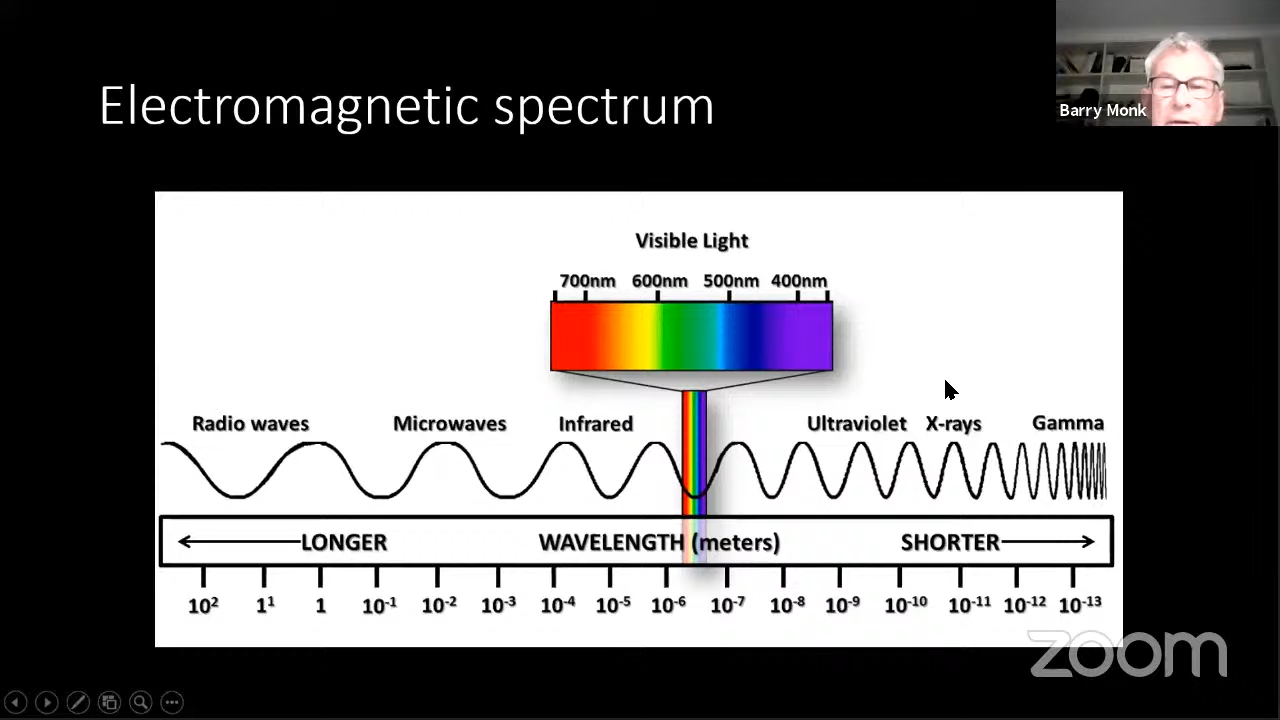 Electromagnetic spectrum
Barry Monk
Visible Light
700nm 600nm 500nm 400nm
Radio waves Microwaves Infrared Ultraviolet X-rays Gamma
LONGER WAVELENGTH (meters) SHORTER
10² 1¹ 1 10⁻¹ 10⁻² 10⁻³ 10⁻⁴ 10⁻⁵ 10⁻⁶ 10⁻⁷ 10⁻⁸ 10⁻⁹ 10⁻¹⁰ 10⁻¹¹ 10⁻¹² 10⁻¹³
zoom